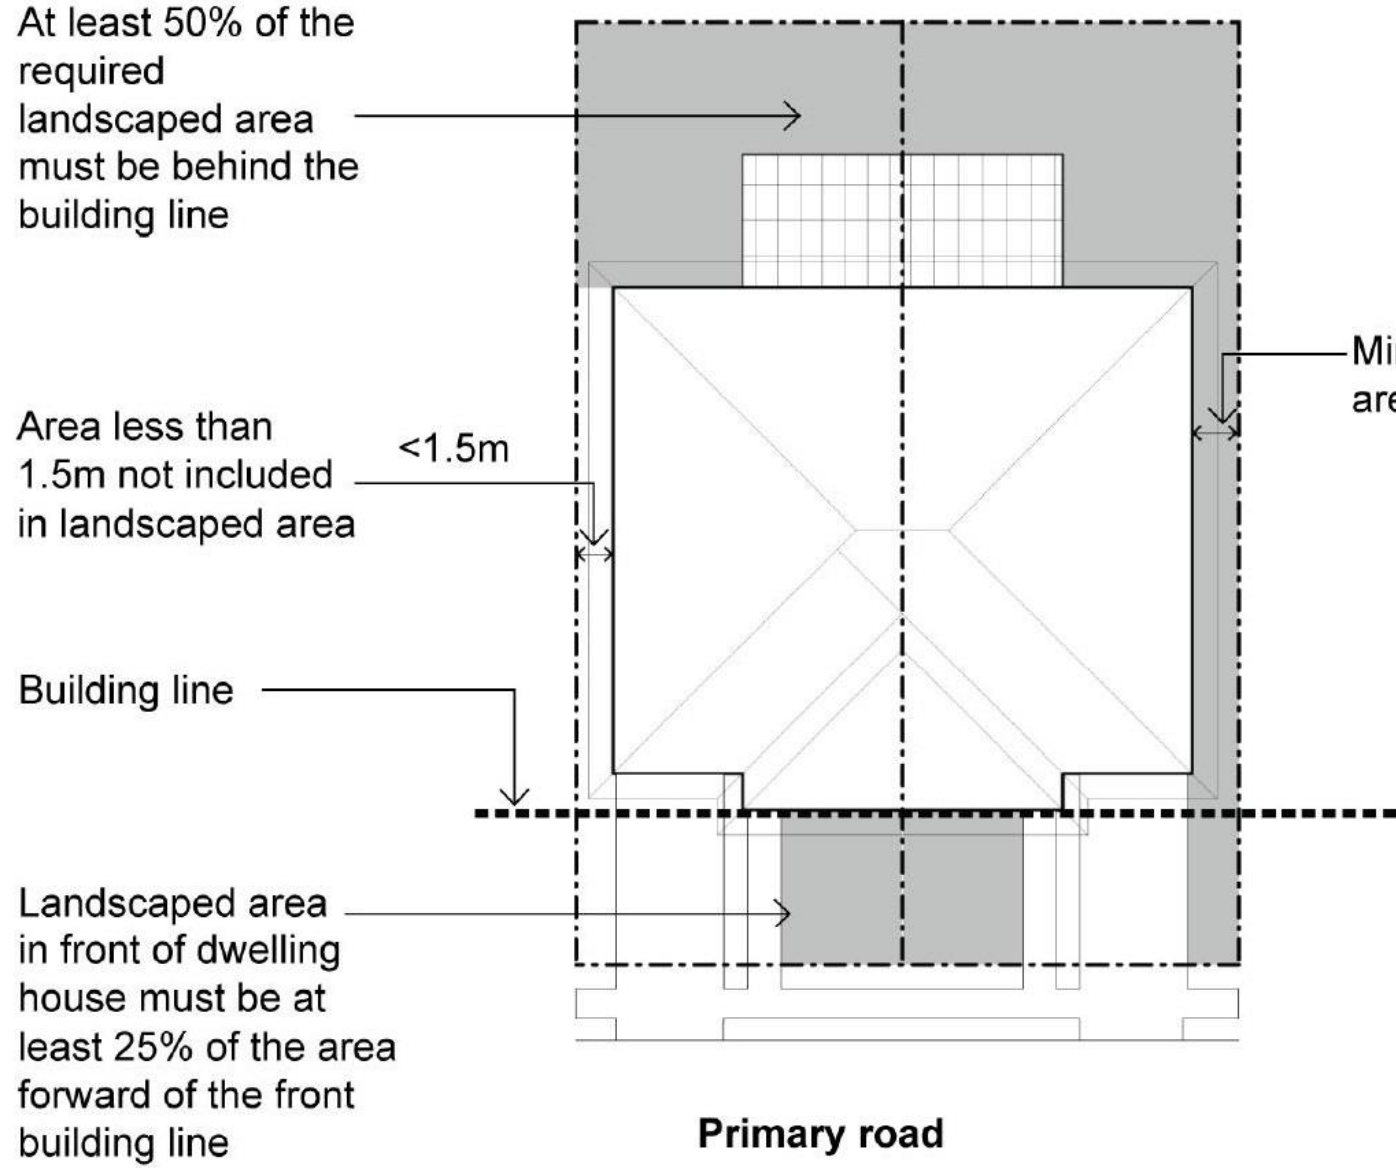 At least 50% of the
required
landscaped area
must be behind the
building line
Area less than
1.5m not included
in landscaped area
<1.5m
Building line
Landscaped area
in front of dwelling
house must be at
least 25% of the area
forward of the front
building line
Primary road